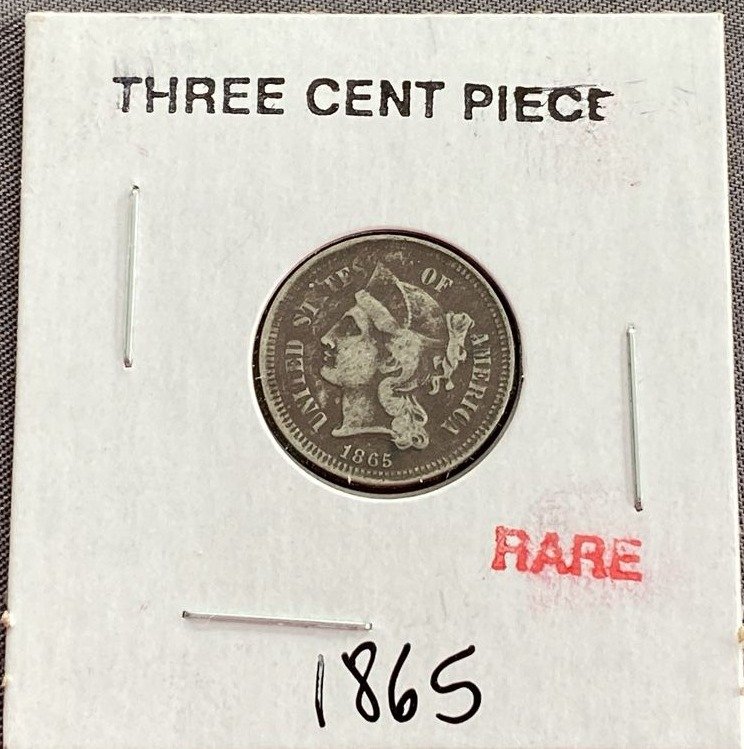 THREE CENT PIECE
UNITED STATES OF AMERICA
1865
RARE
1865